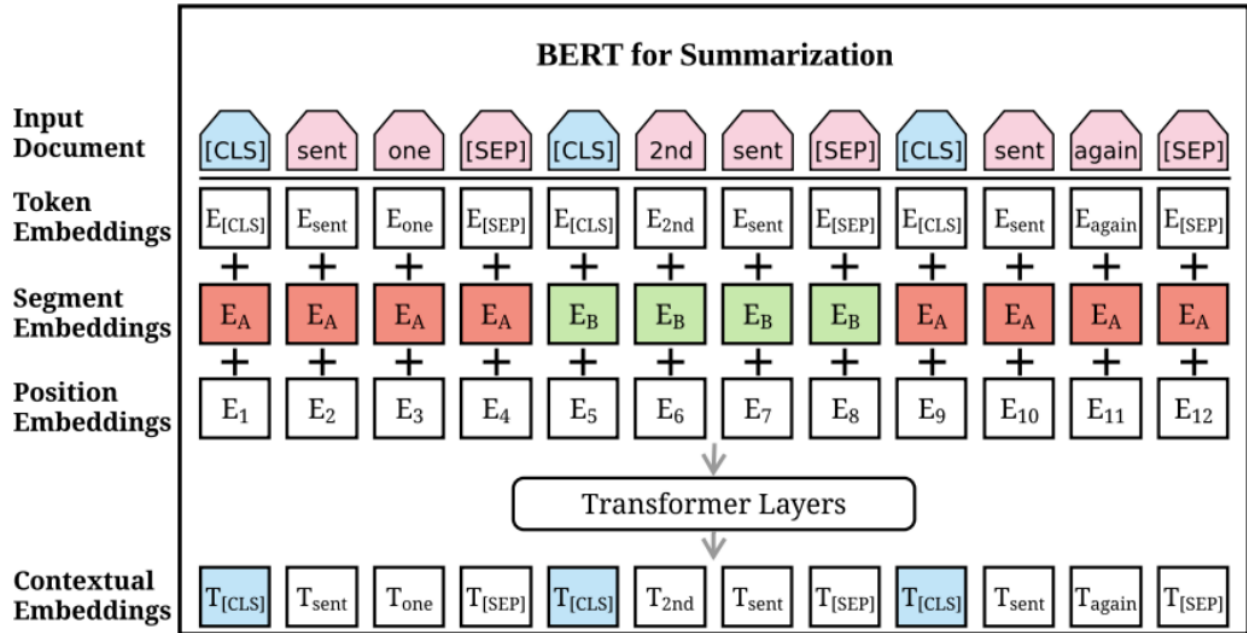 BERT for Summarization
Input
Document
[CLS] sent one [SEP] [CLS] 2nd sent [SEP] [CLS] sent again [SEP]
Token
Embeddings
E[CLS] Esent Eone E[SEP] E[CLS] E2nd Esent E[SEP] E[CLS] Esent Eagain E[SEP]
+ + + + + + + + + + + +
Segment
Embeddings
EA EA EA EA EB EB EB EB EA EA EA EA
+ + + + + + + + + + + +
Position
Embeddings
E1 E2 E3 E4 E5 E6 E7 E8 E9 E10 E11 E12
Transformer Layers
Contextual
Embeddings
T[CLS] Tsent Tone T[SEP] T[CLS] T2nd Tsent T[SEP] T[CLS] Tsent Tagain T[SEP]